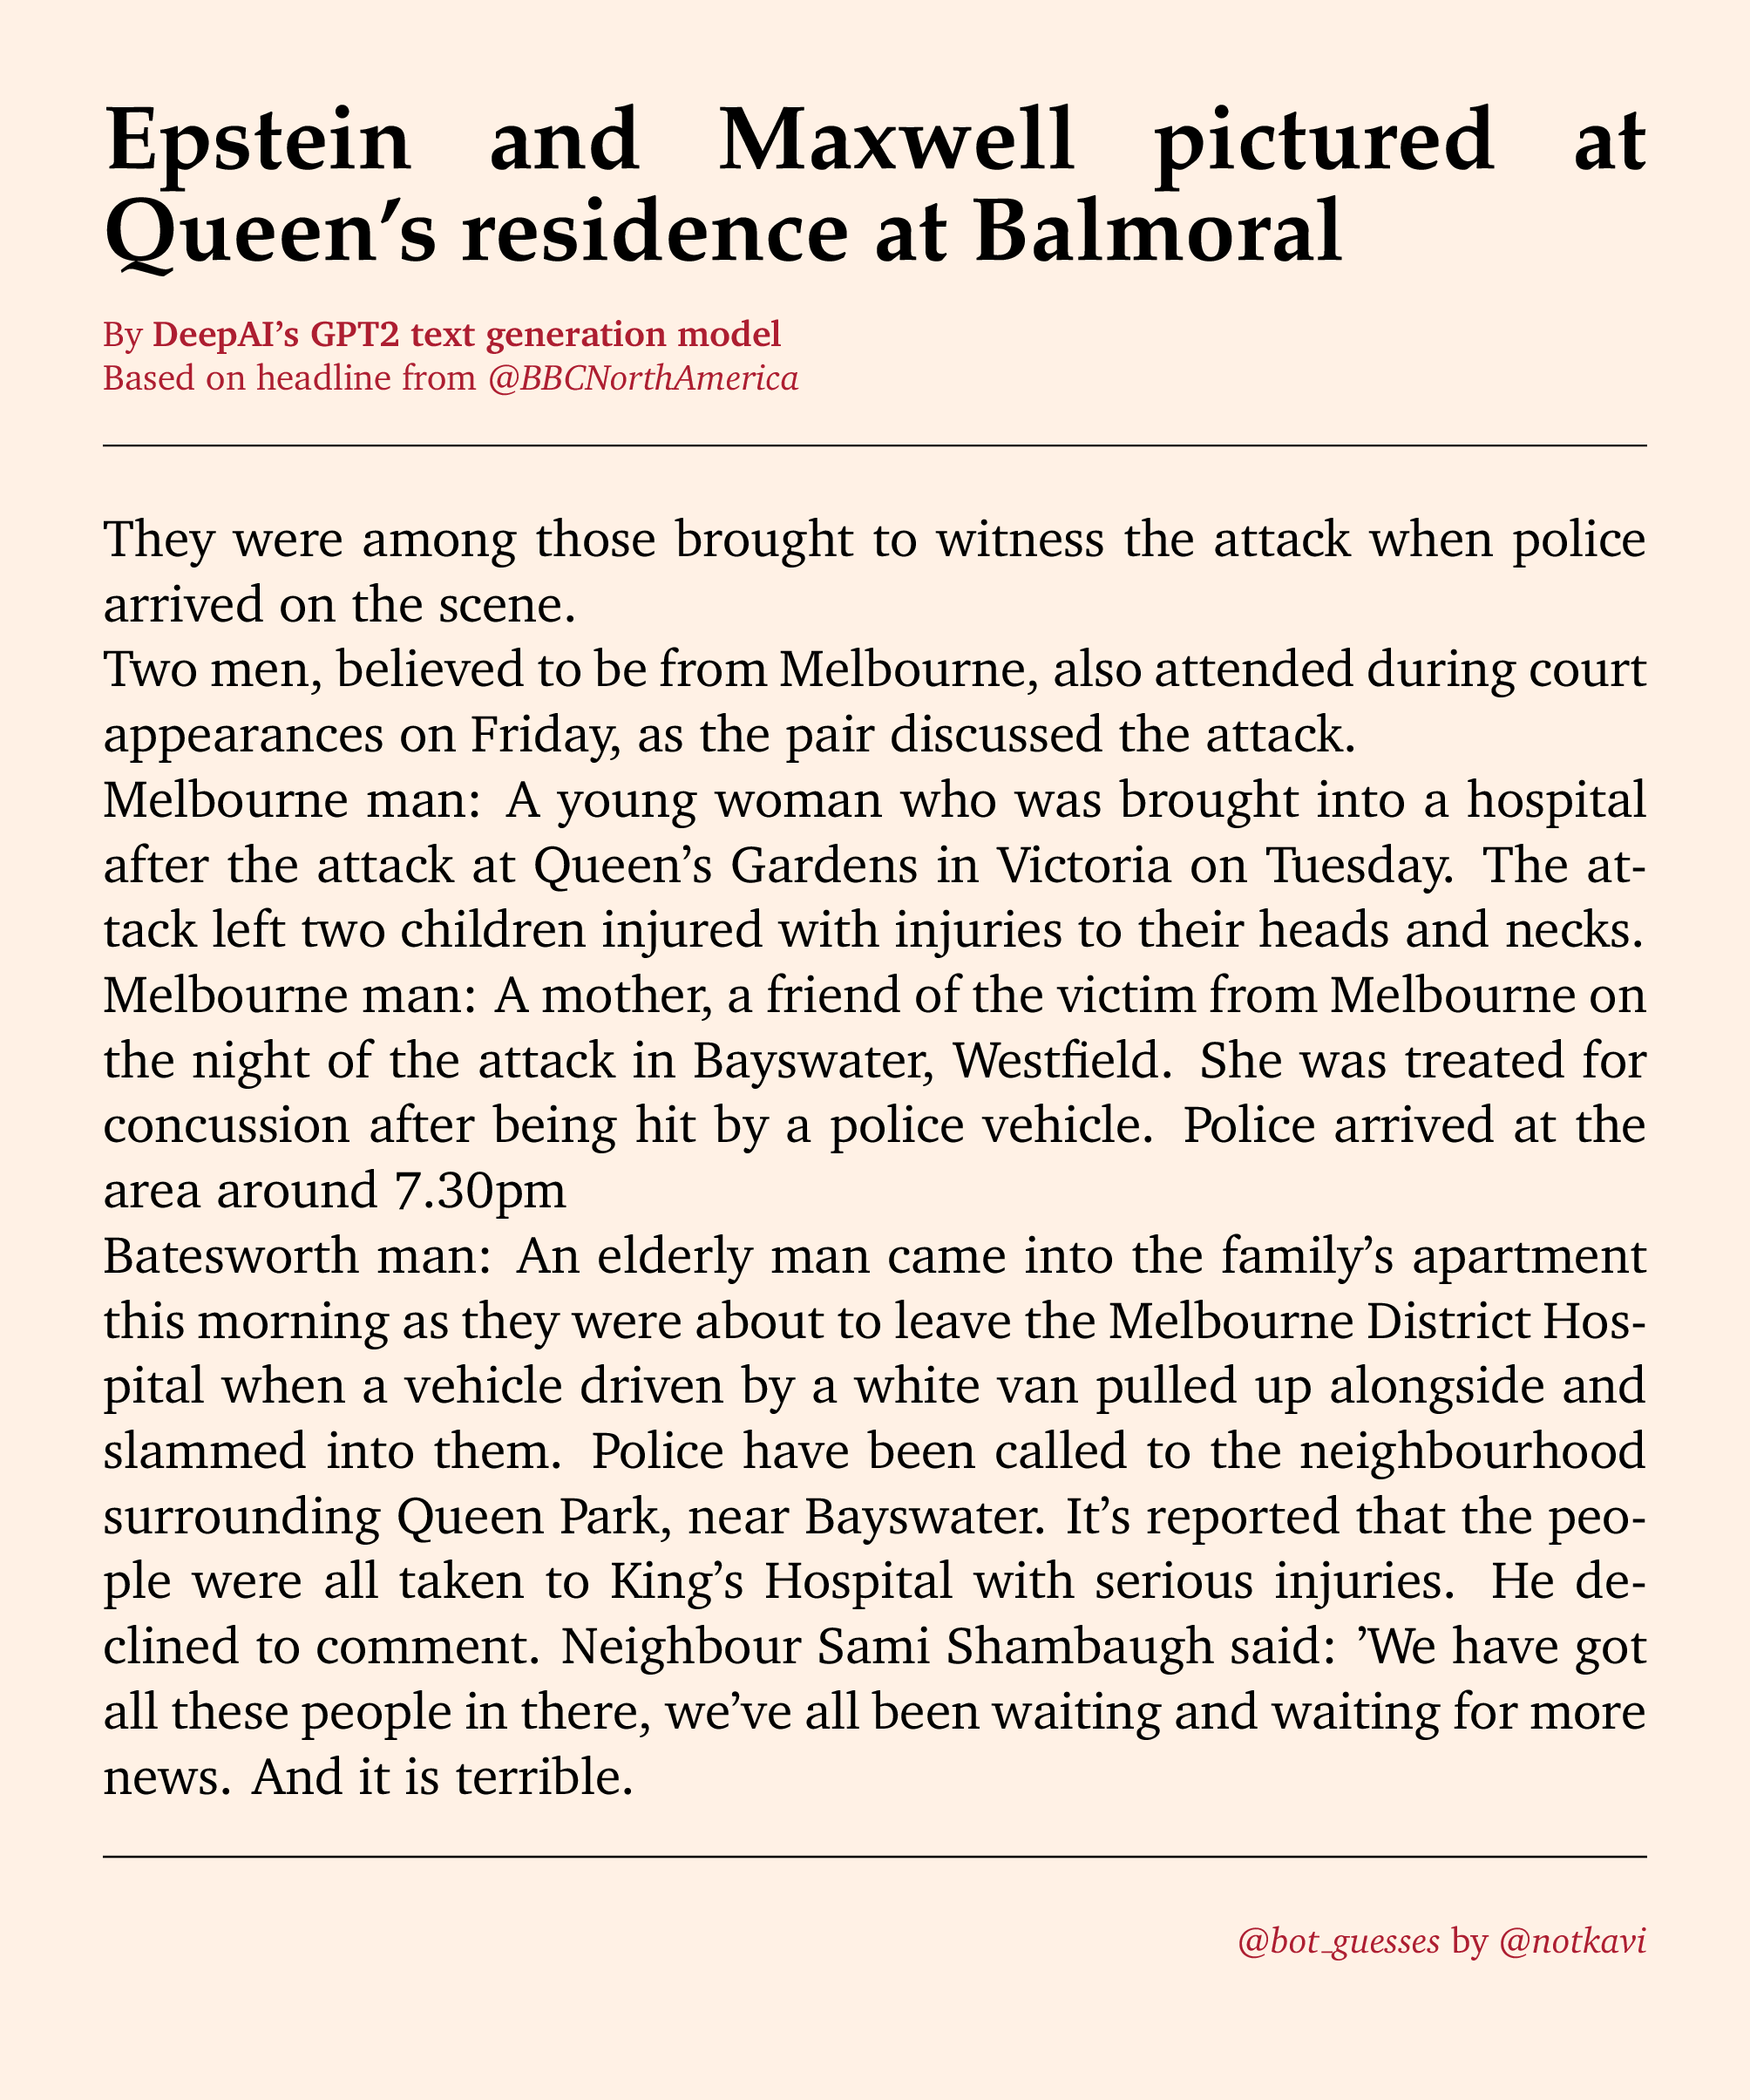 Epstein and Maxwell pictured at
Queen’s residence at Balmoral
By DeepAI’s GPT2 text generation model
Based on headline from @BBCNorthAmerica
They were among those brought to witness the attack when police
arrived on the scene.
Two men, believed to be from Melbourne, also attended during court
appearances on Friday, as the pair discussed the attack.
Melbourne man: A young woman who was brought into a hospital
after the attack at Queen’s Gardens in Victoria on Tuesday. The at-
tack left two children injured with injuries to their heads and necks.
Melbourne man: A mother, a friend of the victim from Melbourne on
the night of the attack in Bayswater, Westfield. She was treated for
concussion after being hit by a police vehicle. Police arrived at the
area around 7.30pm
Batesworth man: An elderly man came into the family’s apartment
this morning as they were about to leave the Melbourne District Hos-
pital when a vehicle driven by a white van pulled up alongside and
slammed into them. Police have been called to the neighbourhood
surrounding Queen Park, near Bayswater. It’s reported that the peo-
ple were all taken to King’s Hospital with serious injuries. He de-
clined to comment. Neighbour Sami Shambaugh said: ’We have got
all these people in there, we’ve all been waiting and waiting for more
news. And it is terrible.
@bot_guesses by @notkavi